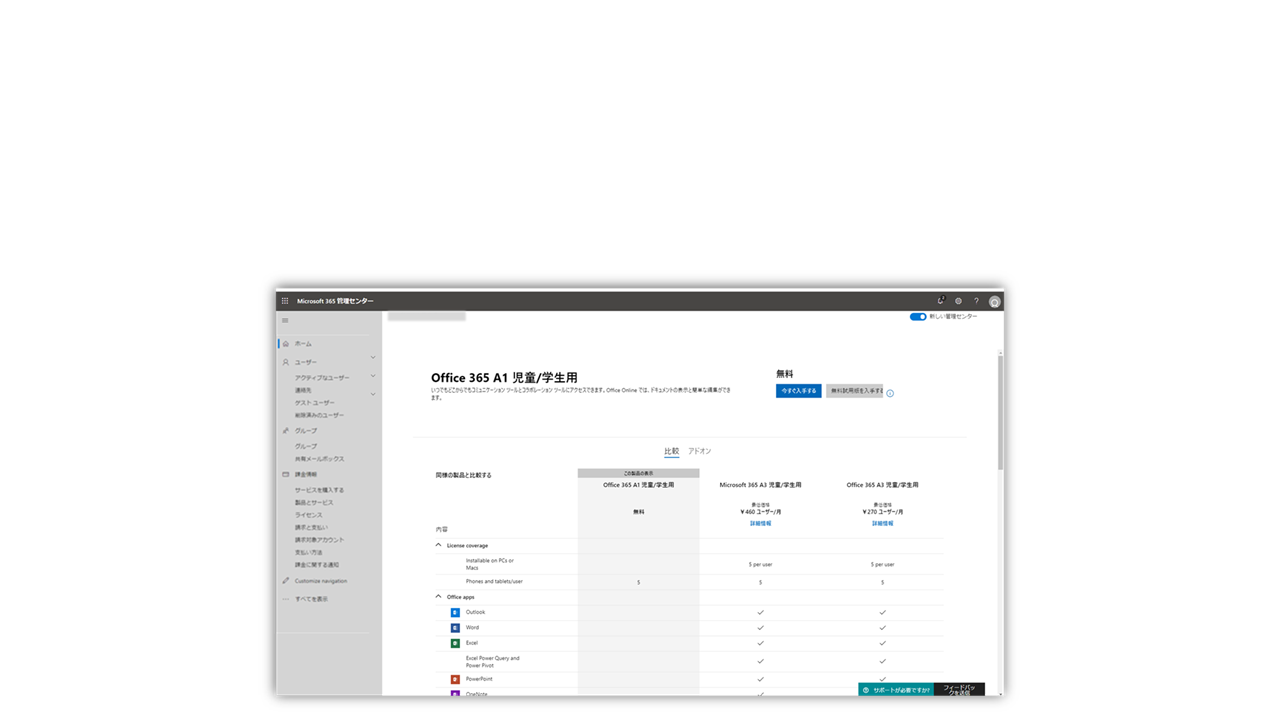 Microsoft 365 管理センター
?
新しい管理センター
ホーム
ユーザー
アクティブなユーザー
連絡先
ゲスト ユーザー
削除済みのユーザー
グループ
グループ
共有メールボックス
課金情報
サービスを購入する
製品とサービス
ライセンス
請求と支払い
請求対象アカウント
支払い方法
課金に関する通知
Customize navigation
すべてを表示
Office 365 A1 児童/学生用
いつでもどこからでもコミュニケーション ツールとコラボレーション ツールにアクセスできます。Office Online では、ドキュメントの表示と簡単な編集ができ
ます。
無料
今すぐ入手する
無料試用版を入手する
比較 アドオン
同様の製品と比較する
この製品の表示
Office 365 A1 児童/学生用
Microsoft 365 A3 児童/学生用
Office 365 A3 児童/学生用
無料
最低価格
¥460 ユーザー/月
詳細情報
最低価格
¥270 ユーザー/月
詳細情報
内容
License coverage
Installable on PCs or
Macs
5 per user
5 per user
Phones and tablets/user
5
5
5
Office apps
Outlook
Word
Excel
Excel Power Query and
Power Pivot
PowerPoint
OneNote
サポートが必要ですか?
フィードバッ
クを送信